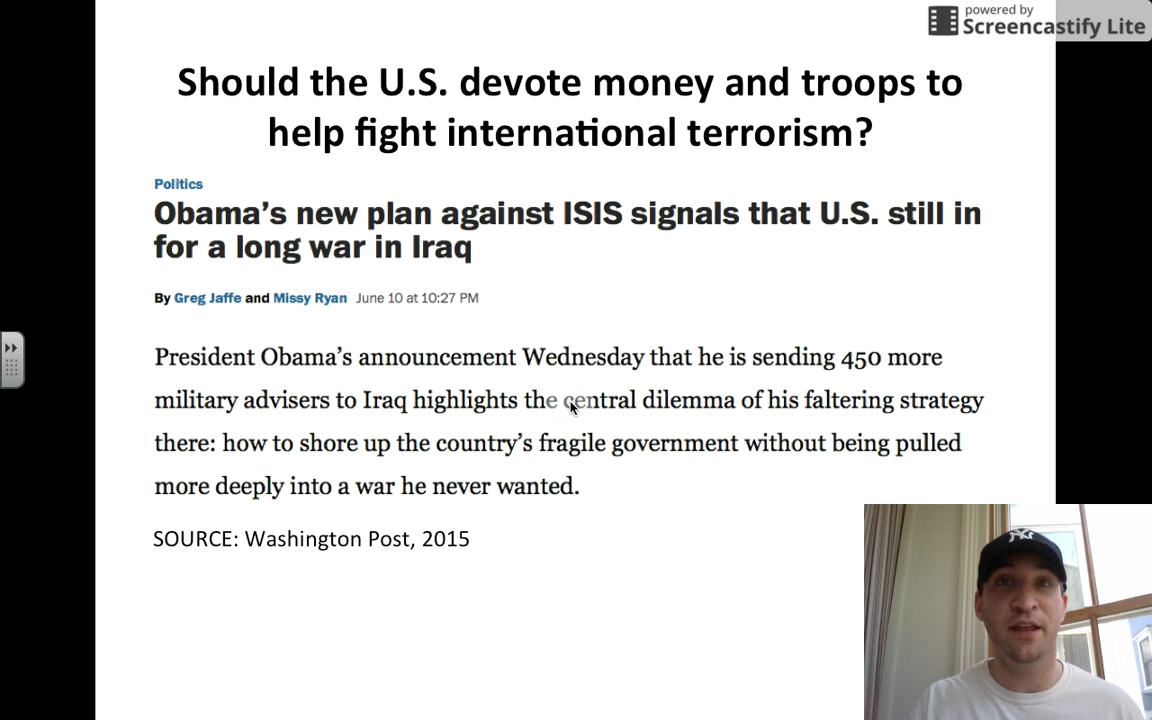 powered by
Screencastify Lite
Should the U.S. devote money and troops to
help fight international terrorism?
Politics
Obama’s new plan against ISIS signals that U.S. still in
for a long war in Iraq
By Greg Jaffe and Missy Ryan June 10 at 10:27 PM
President Obama’s announcement Wednesday that he is sending 450 more
military advisers to Iraq highlights the central dilemma of his faltering strategy
there: how to shore up the country’s fragile government without being pulled
more deeply into a war he never wanted.
SOURCE: Washington Post, 2015
NY